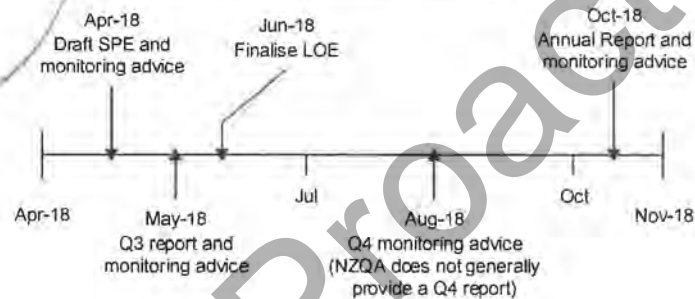 Apr-18
Draft SPE and
monitoring advice
Jun-18
Finalise LOE
Oct-18
Annual Report and
monitoring advice
Apr-18
May-18
Q3 report and
monitoring advice
Jul
Aug-18
Q4 monitoring advice
(NZQA does not generally
provide a Q4 report)
Oct
Nov-18
Proact